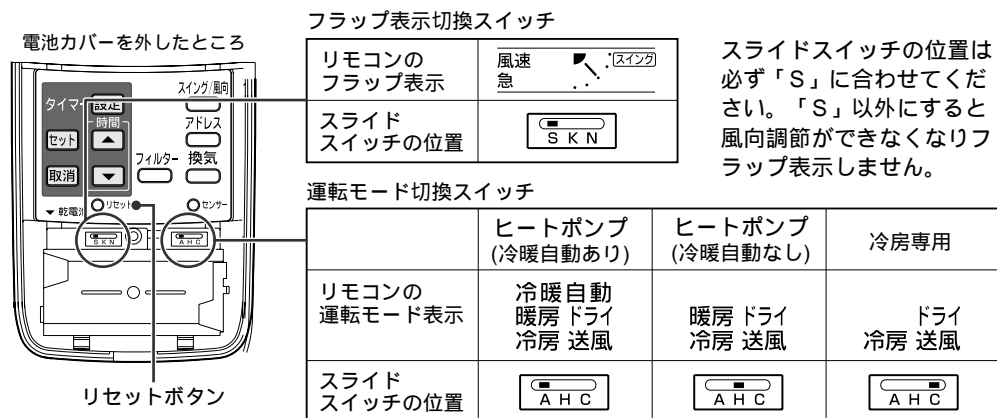 電池カバーを外したところ
タイマー
設定
スイング/風向
時間
アドレス
セット
フィルター
換気
取消
リセット
センサー
▼乾電池
S K N
A H C
リセットボタン
フラップ表示切換スイッチ
リモコンの
フラップ表示
風速
急
スイング
スライド
スイッチの位置
S K N
スライドスイッチの位置は
必ず「S」に合わせてくだ
さい。「S」以外にすると
風向調節ができなくなりフ
ラップ表示しません。
運転モード切換スイッチ
ヒートポンプ
(冷暖自動あり)
ヒートポンプ
(冷暖自動なし)
冷房専用
リモコンの
運転モード表示
冷暖自動
暖房 ドライ
冷房 送風
暖房 ドライ
冷房 送風
ドライ
冷房 送風
スライド
スイッチの位置
A H C
A H C
A H C